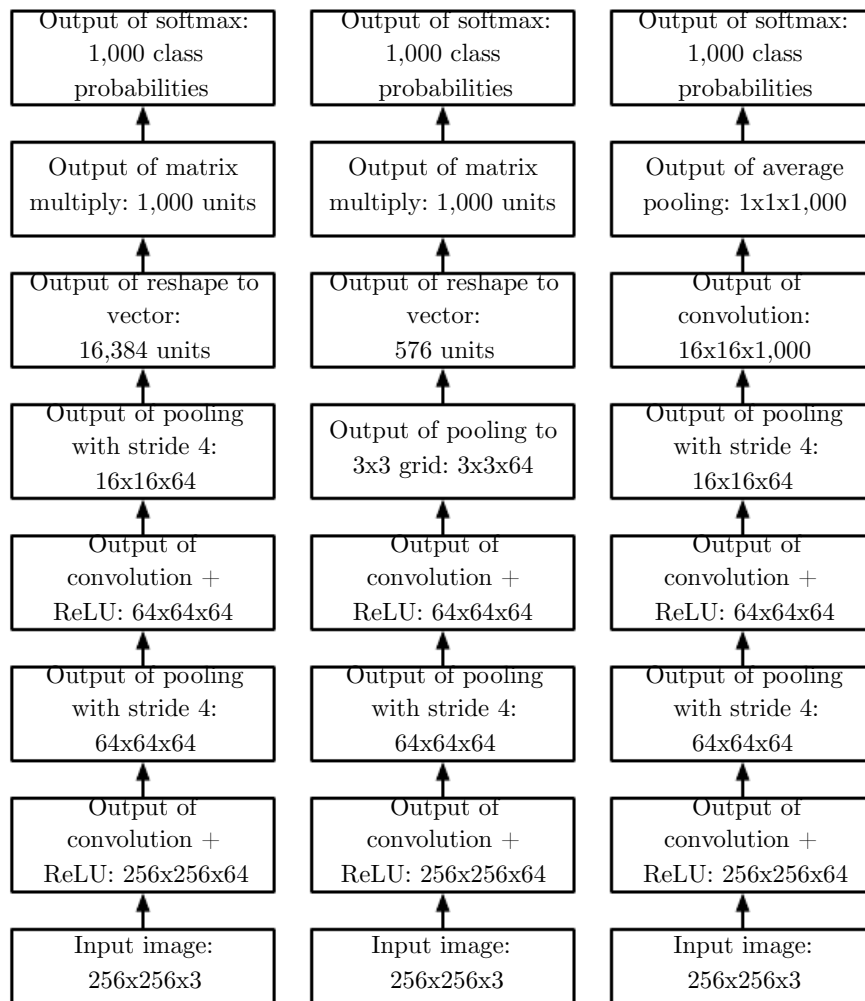 Output of softmax:
1,000 class
probabilities
Output of matrix
multiply: 1,000 units
Output of reshape to
vector:
16,384 units
Output of pooling
with stride 4:
16x16x64
Output of
convolution +
ReLU: 64x64x64
Output of pooling
with stride 4:
64x64x64
Output of
convolution +
ReLU: 256x256x64
Input image:
256x256x3
Output of softmax:
1,000 class
probabilities
Output of matrix
multiply: 1,000 units
Output of reshape to
vector:
576 units
Output of pooling to
3x3 grid: 3x3x64
Output of
convolution +
ReLU: 64x64x64
Output of pooling
with stride 4:
64x64x64
Output of
convolution +
ReLU: 256x256x64
Input image:
256x256x3
Output of softmax:
1,000 class
probabilities
Output of average
pooling: 1x1x1,000
Output of
convolution:
16x16x1,000
Output of pooling
with stride 4:
16x16x64
Output of
convolution +
ReLU: 64x64x64
Output of pooling
with stride 4:
64x64x64
Output of
convolution +
ReLU: 256x256x64
Input image:
256x256x3